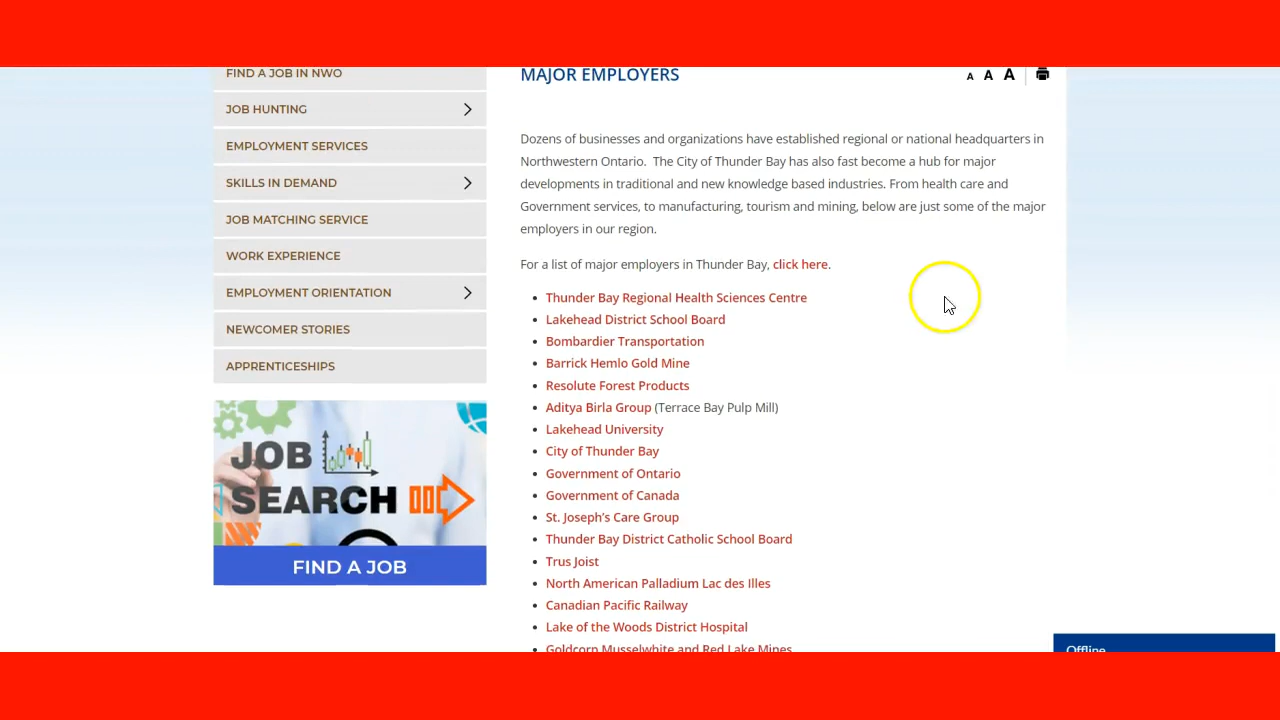 FIND A JOB IN NWO
JOB HUNTING
EMPLOYMENT SERVICES
SKILLS IN DEMAND
JOB MATCHING SERVICE
WORK EXPERIENCE
EMPLOYMENT ORIENTATION
NEWCOMER STORIES
APPRENTICESHIPS
JOB
SEARCH
FIND A JOB
MAJOR EMPLOYERS
A A A
Dozens of businesses and organizations have established regional or national headquarters in
Northwestern Ontario. The City of Thunder Bay has also fast become a hub for major
developments in traditional and new knowledge based industries. From health care and
Government services, to manufacturing, tourism and mining, below are just some of the major
employers in our region.
For a list of major employers in Thunder Bay, click here.
Thunder Bay Regional Health Sciences Centre
Lakehead District School Board
Bombardier Transportation
Barrick Hemlo Gold Mine
Resolute Forest Products
Aditya Birla Group (Terrace Bay Pulp Mill)
Lakehead University
City of Thunder Bay
Government of Ontario
Government of Canada
St. Joseph's Care Group
Thunder Bay District Catholic School Board
Trus Joist
North American Palladium Lac des Illes
Canadian Pacific Railway
Lake of the Woods District Hospital
Goldcorp Musselwhite and Red Lake Mines
Offline